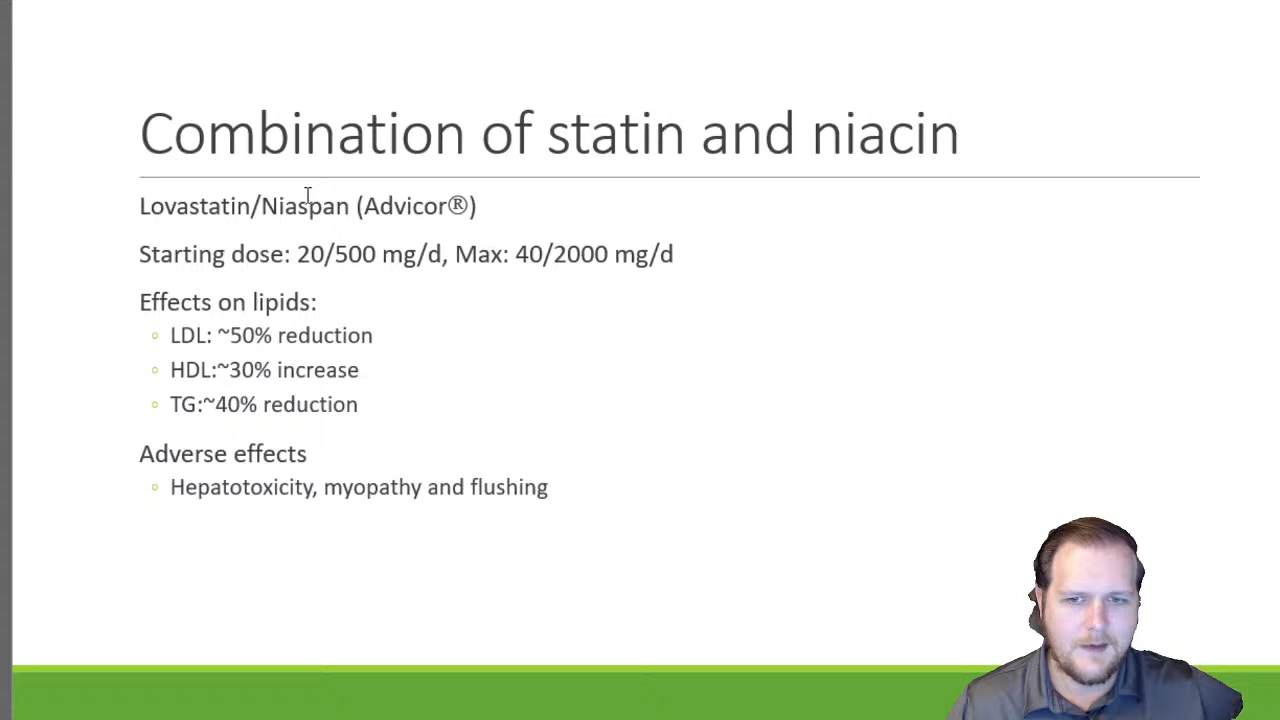 Combination of statin and niacin
Lovastatin/Niaspan (Advicor®)
Starting dose: 20/500 mg/d, Max: 40/2000 mg/d
Effects on lipids:
LDL: ~50% reduction
HDL:~30% increase
TG:~40% reduction
Adverse effects
Hepatotoxicity, myopathy and flushing